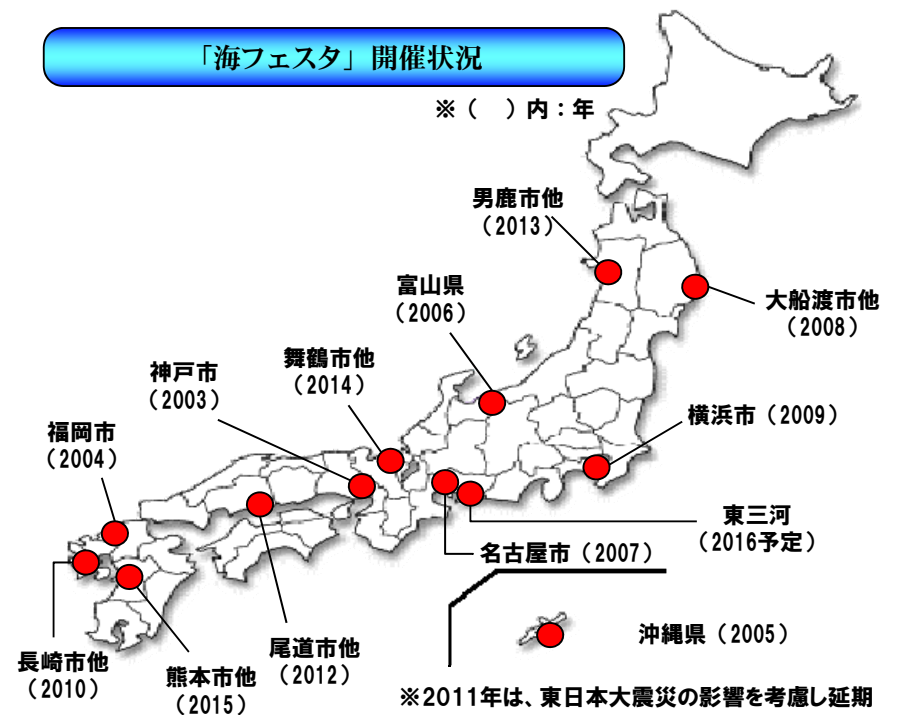 「海フェスタ」開催状況
※（　）内：年
男鹿市他
（2013）
富山県
（2006）
大船渡市他
（2008）
舞鶴市他
（2014）
神戸市
（2003）
横浜市（2009）
福岡市
（2004）
東三河
（2016予定）
名古屋市（2007）
沖縄県（2005）
尾道市他
（2012）
長崎市他
（2010）
熊本市他
（2015）
※2011年は、東日本大震災の影響を考慮し延期